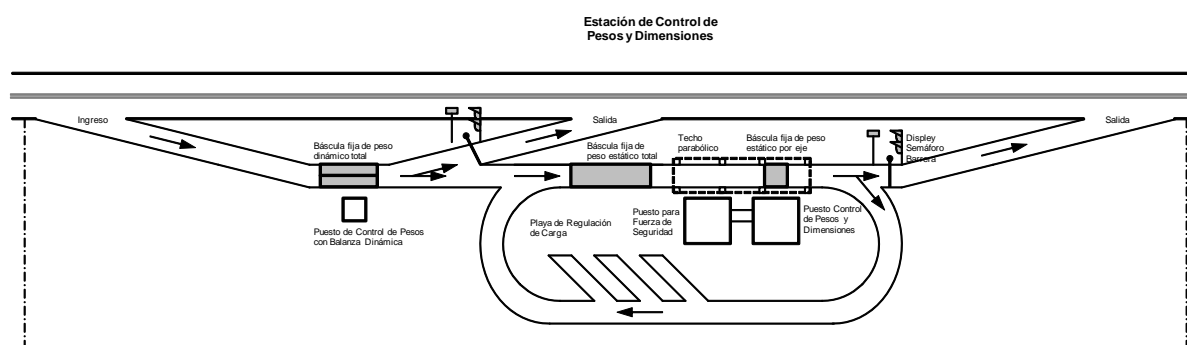 Estación de Control de
Pesos y Dimensiones
Ingreso
Salida
Salida
Báscula fija de peso
dinámico total
Báscula fija de
peso estático total
Techo
parabólico
Báscula fija de peso
estático por eje
Displey
Semáforo
Barrera
Puesto de Control de Pesos
con Balanza Dinámica
Playa de Regulación
de Carga
Puesto para
Fuerza de
Seguridad
Puesto Control
de Pesos y
Dimensiones